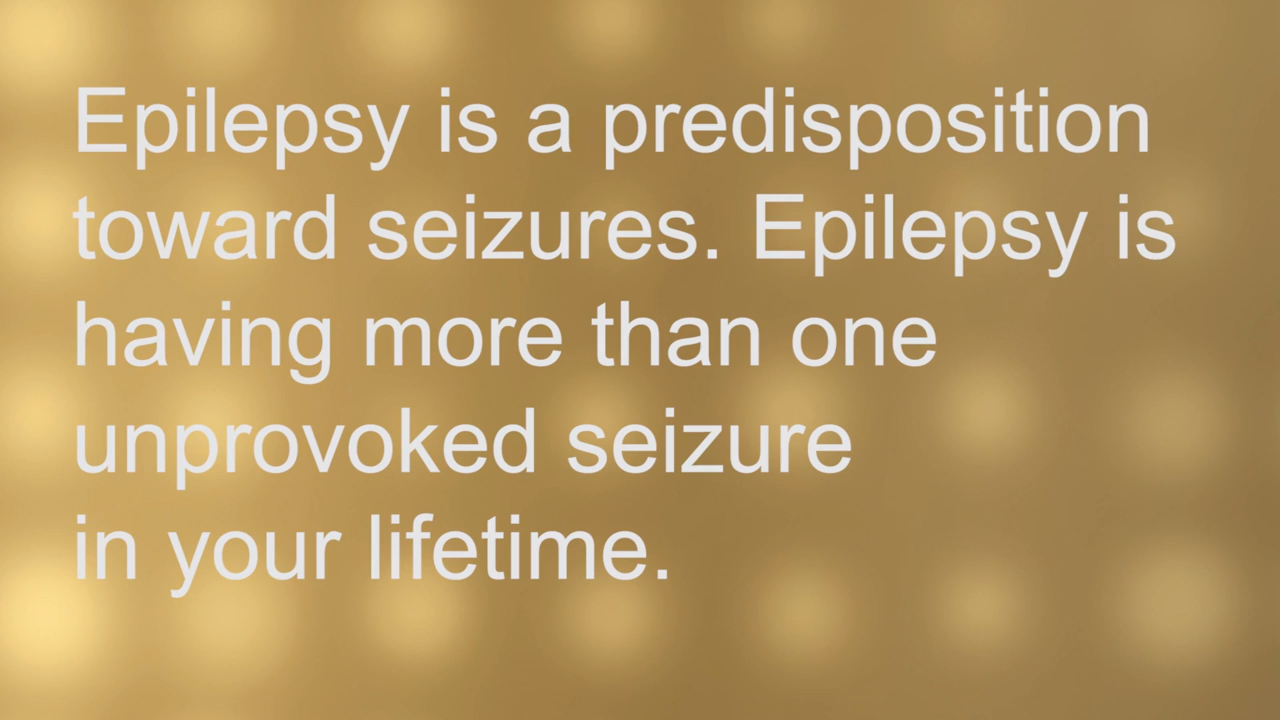 Epilepsy is a predisposition
toward seizures. Epilepsy is
having more than one
unprovoked seizure
in your lifetime.